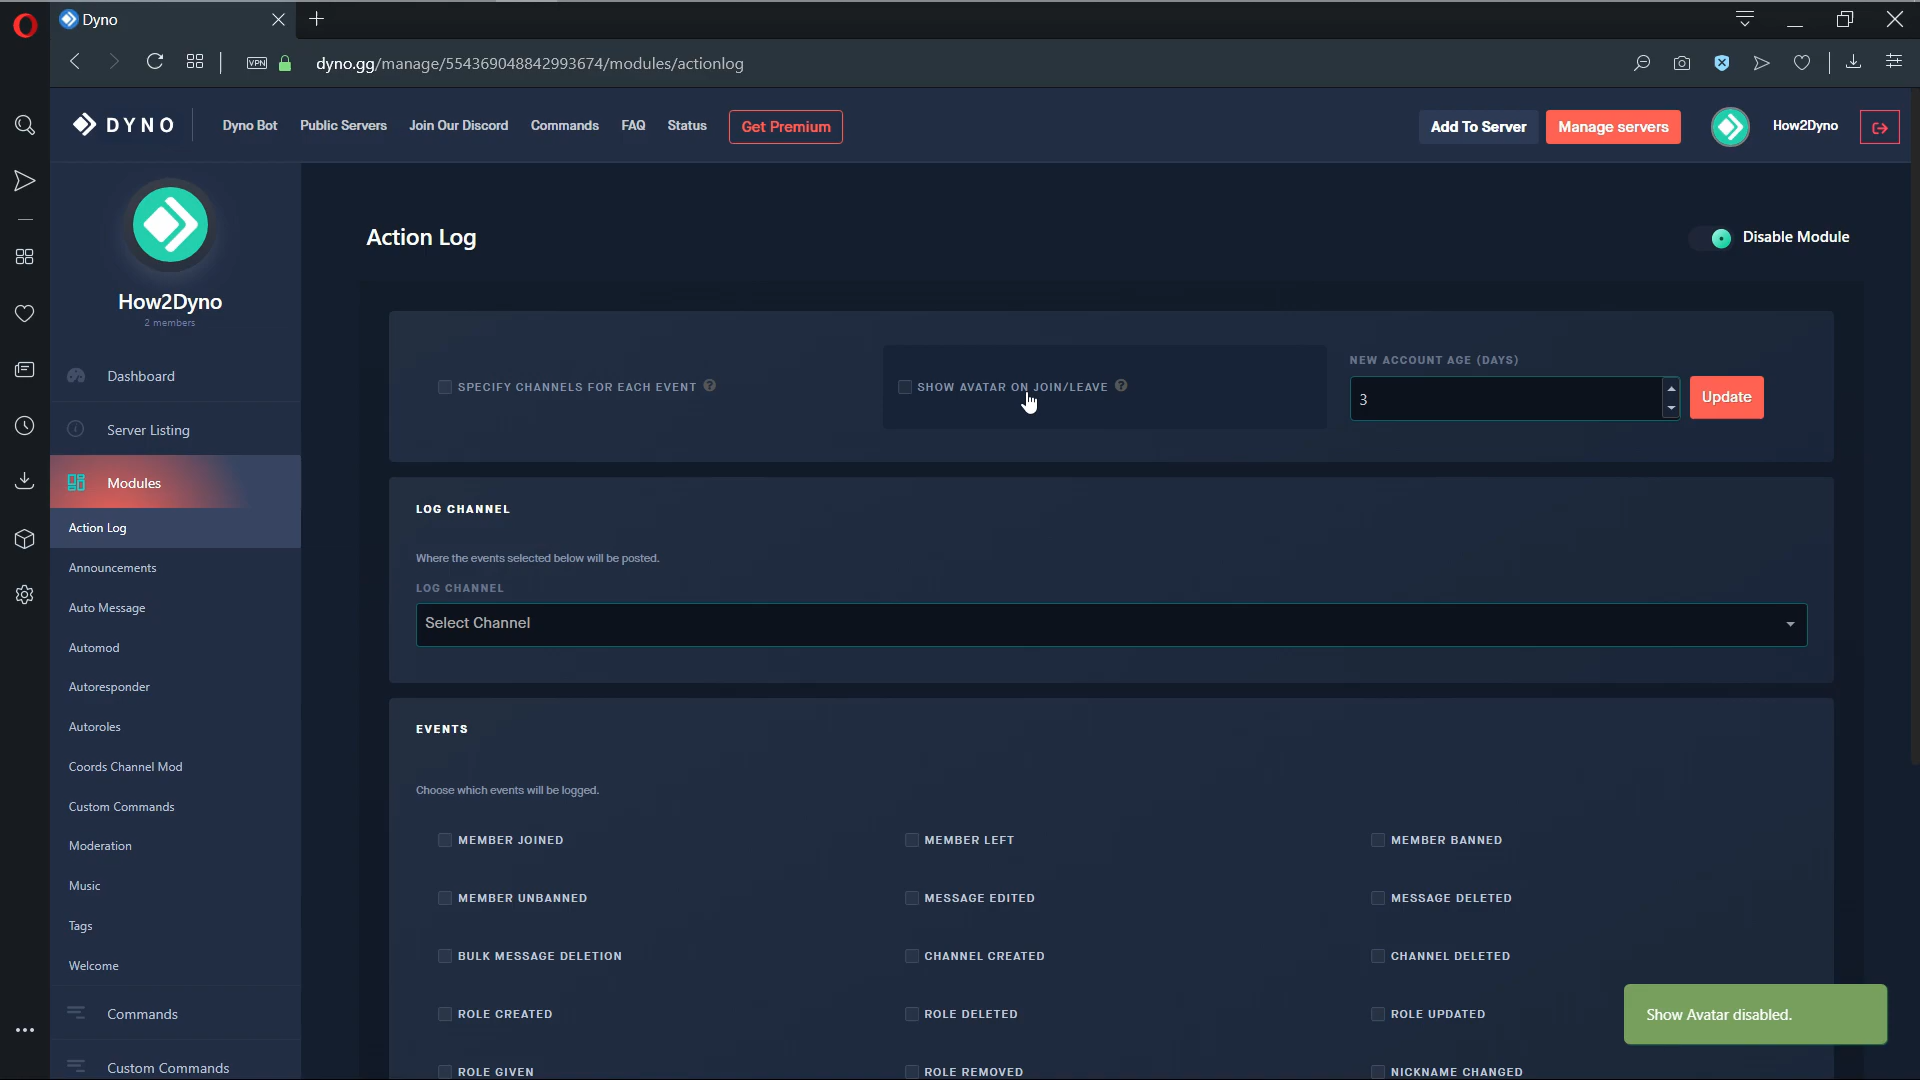 Dyno
VPN
dyno.gg/manage/554369048842993674/modules/actionlog
DYNO
Dyno Bot
Public Servers
Join Our Discord
Commands
FAQ
Status
Get Premium
Add To Server
Manage servers
How2Dyno
How2Dyno
2 members
Dashboard
Server Listing
Modules
Action Log
Announcements
Auto Message
Automod
Autoresponder
Autoroles
Coords Channel Mod
Custom Commands
Moderation
Music
Tags
Welcome
Commands
Custom Commands
Action Log
Disable Module
SPECIFY CHANNELS FOR EACH EVENT ?
SHOW AVATAR ON JOIN/LEAVE ?
NEW ACCOUNT AGE (DAYS)
3
Update
LOG CHANNEL
Where the events selected below will be posted.
LOG CHANNEL
Select Channel
EVENTS
Choose which events will be logged.
MEMBER JOINED
MEMBER LEFT
MEMBER BANNED
MEMBER UNBANNED
MESSAGE EDITED
MESSAGE DELETED
BULK MESSAGE DELETION
CHANNEL CREATED
CHANNEL DELETED
ROLE CREATED
ROLE DELETED
ROLE UPDATED
ROLE GIVEN
ROLE REMOVED
NICKNAME CHANGED
Show Avatar disabled.